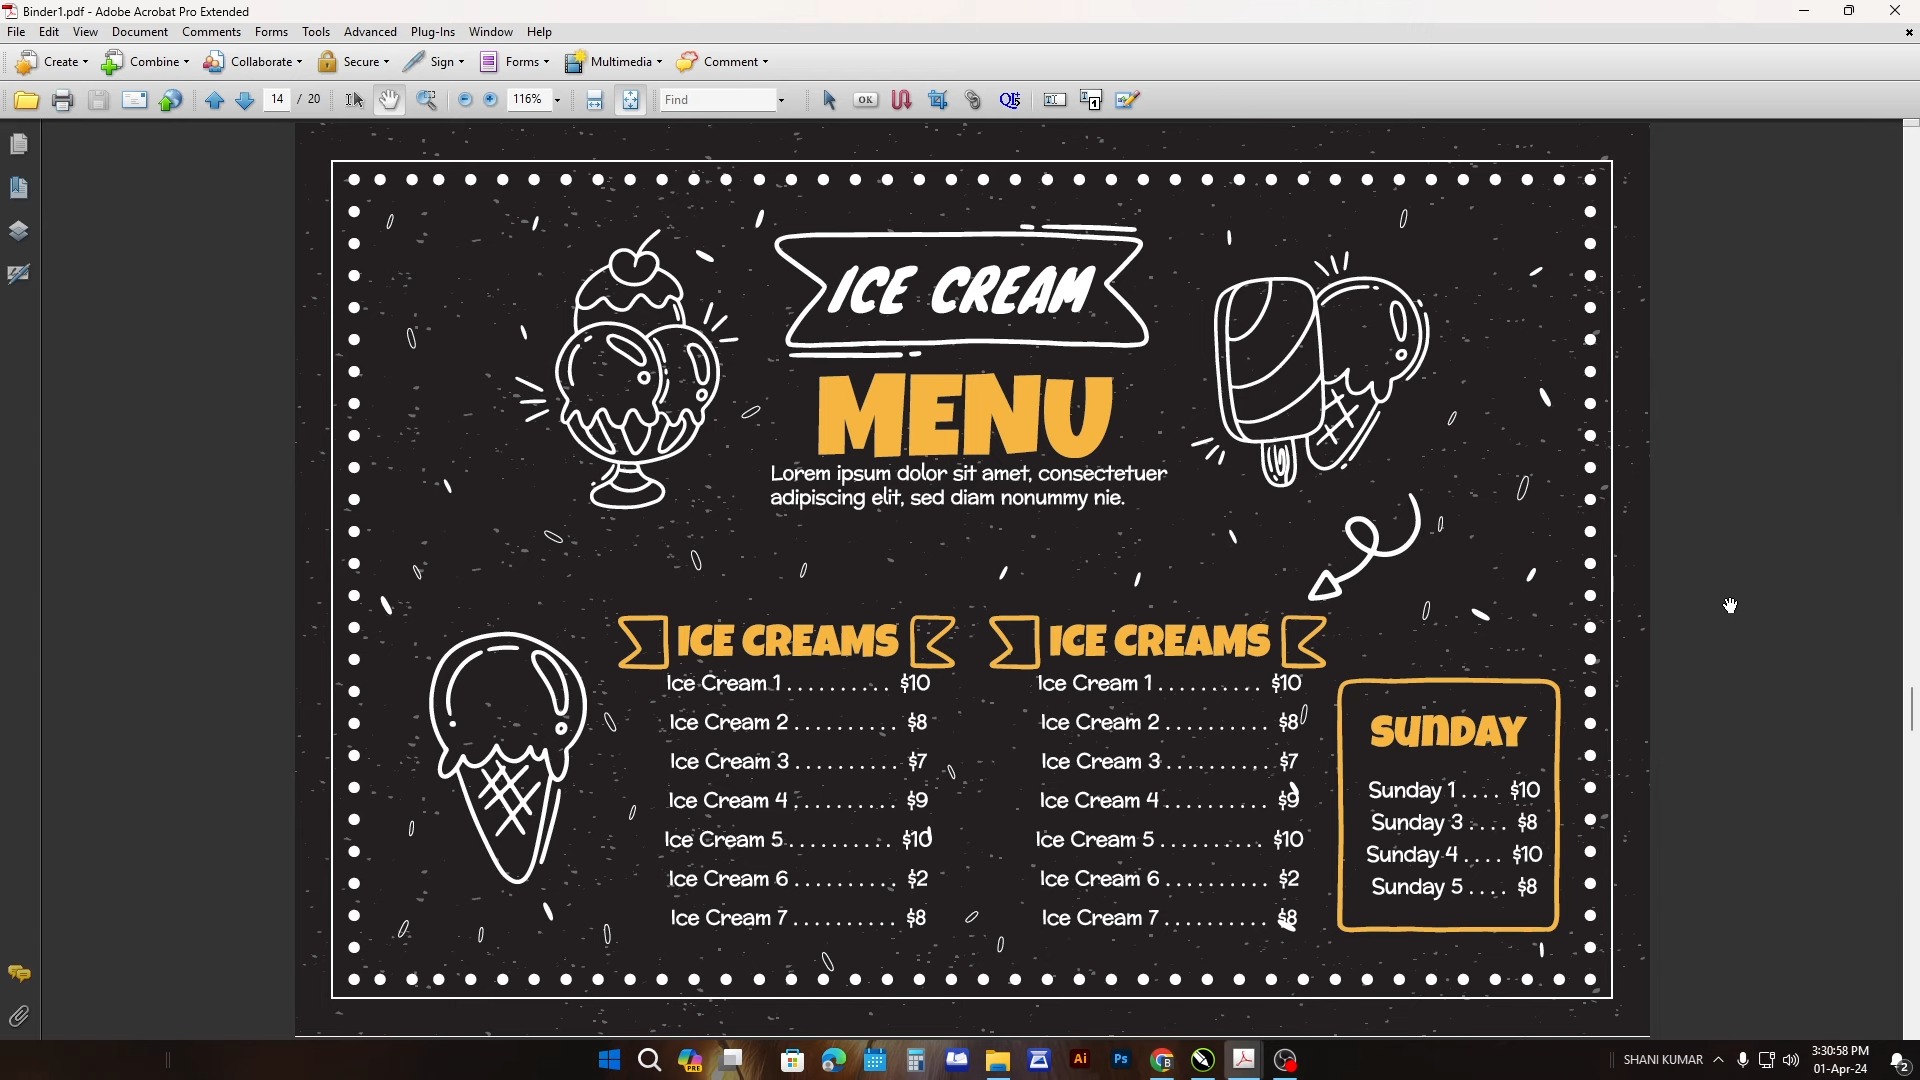 Binder1.pdf - Adobe Acrobat Pro Extended
File Edit View Document Comments Forms Tools Advanced Plug-Ins Window Help
Create Combine Collaborate Secure Sign Forms Multimedia Comment
14 / 20 116% Find OK
ICE CREAM
MENU
Lorem ipsum dolor sit amet, consectetuer
adipiscing elit, sed diam nonummy nie.
ICE CREAMS
Ice Cream 1 . . . . . . . . . . $10
Ice Cream 2 . . . . . . . . . . $8
Ice Cream 3 . . . . . . . . . . $7
Ice Cream 4 . . . . . . . . . . $9
Ice Cream 5 . . . . . . . . . . $10
Ice Cream 6 . . . . . . . . . . $2
Ice Cream 7 . . . . . . . . . . $8
ICE CREAMS
Ice Cream 1 . . . . . . . . . . $10
Ice Cream 2 . . . . . . . . . . $8
Ice Cream 3 . . . . . . . . . . $7
Ice Cream 4 . . . . . . . . . . $9
Ice Cream 5 . . . . . . . . . . $10
Ice Cream 6 . . . . . . . . . . $2
Ice Cream 7 . . . . . . . . . . $8
SUNDAY
Sunday 1 . . . . $10
Sunday 3 . . . . $8
Sunday 4 . . . . $10
Sunday 5 . . . . $8
PRE Ai Ps B SHANI KUMAR 3:30:58 PM
01-Apr-24 2